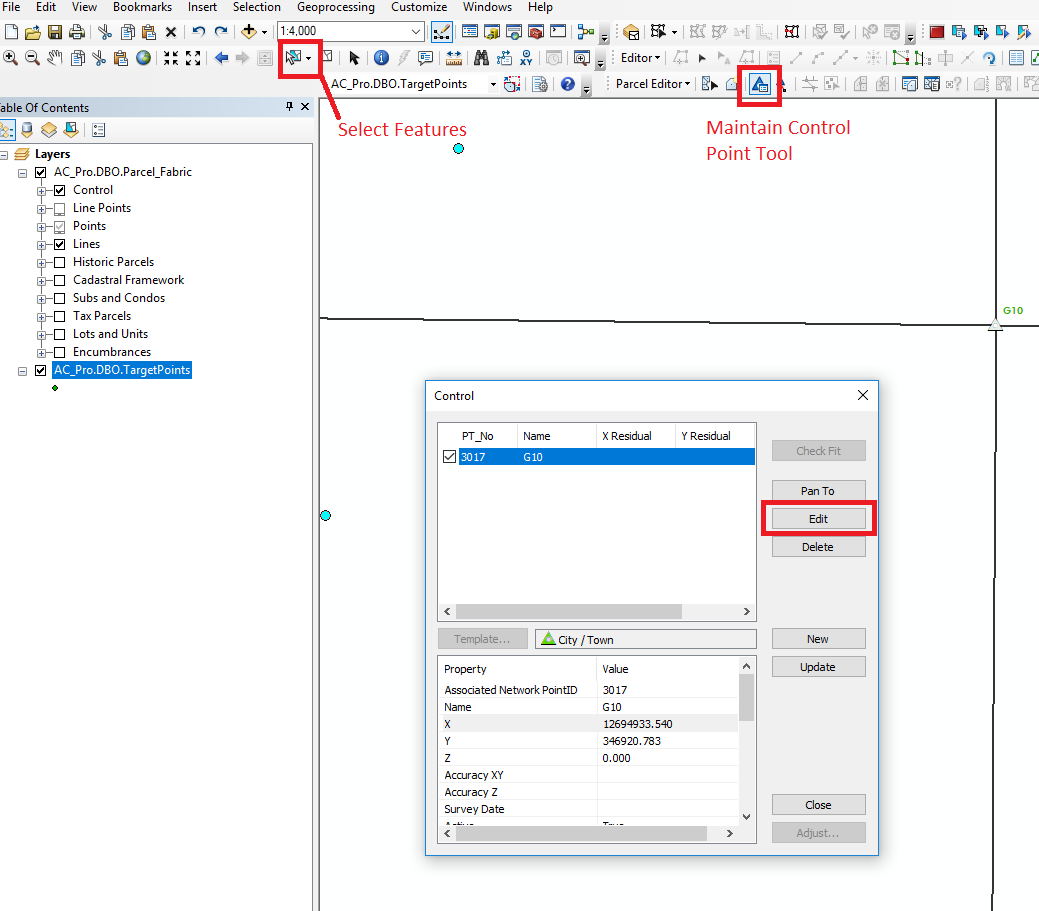 File Edit View Bookmarks Insert Selection Geoprocessing Customize Windows Help
1:4,000
Editor
AC_Pro.DBO.TargetPoints
Parcel Editor
Table Of Contents
Select Features
Maintain Control
Point Tool
Layers
AC_Pro.DBO.Parcel_Fabric
Control
Line Points
Points
Lines
Historic Parcels
Cadastral Framework
Subs and Condos
Tax Parcels
Lots and Units
Encumbrances
AC_Pro.DBO.TargetPoints
G10
Control
PT_No Name X Residual Y Residual
3017 G10
Check Fit
Pan To
Edit
Delete
Template... City / Town
New
Update
Property Value
Associated Network PointID 3017
Name G10
X 12694933.540
Y 346920.783
Z 0.000
Accuracy XY
Accuracy Z
Survey Date
Active True
Close
Adjust...